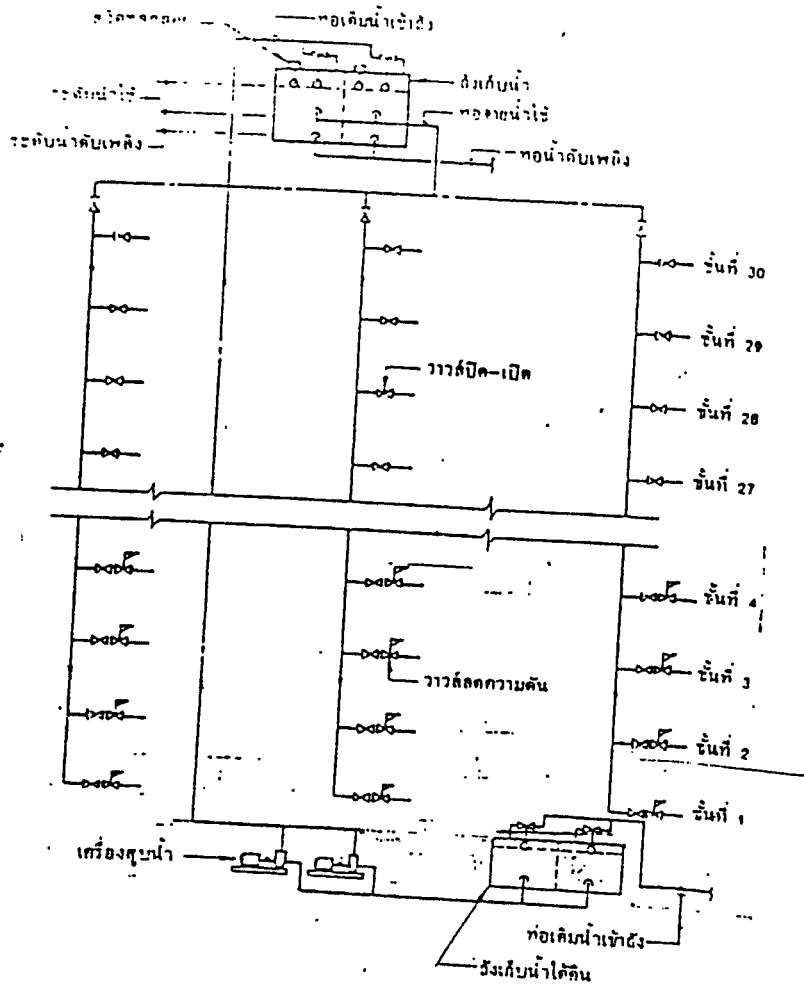 ท่อเติมน้ำเข้าถัง
ถังเก็บน้ำ
ระดับน้ำใช้
ท่อจ่ายน้ำใช้
ระดับน้ำดับเพลิง
ท่อน้ำดับเพลิง
ชั้นที่ 30
ชั้นที่ 29
วาวส์ปิด-เปิด
ชั้นที่ 28
ชั้นที่ 27
ชั้นที่ 4
ชั้นที่ 3
วาวส์ลดความดัน
ชั้นที่ 2
ชั้นที่ 1
เครื่องสูบน้ำ
ท่อเติมน้ำเข้าถัง
ถังเก็บน้ำใต้ดิน